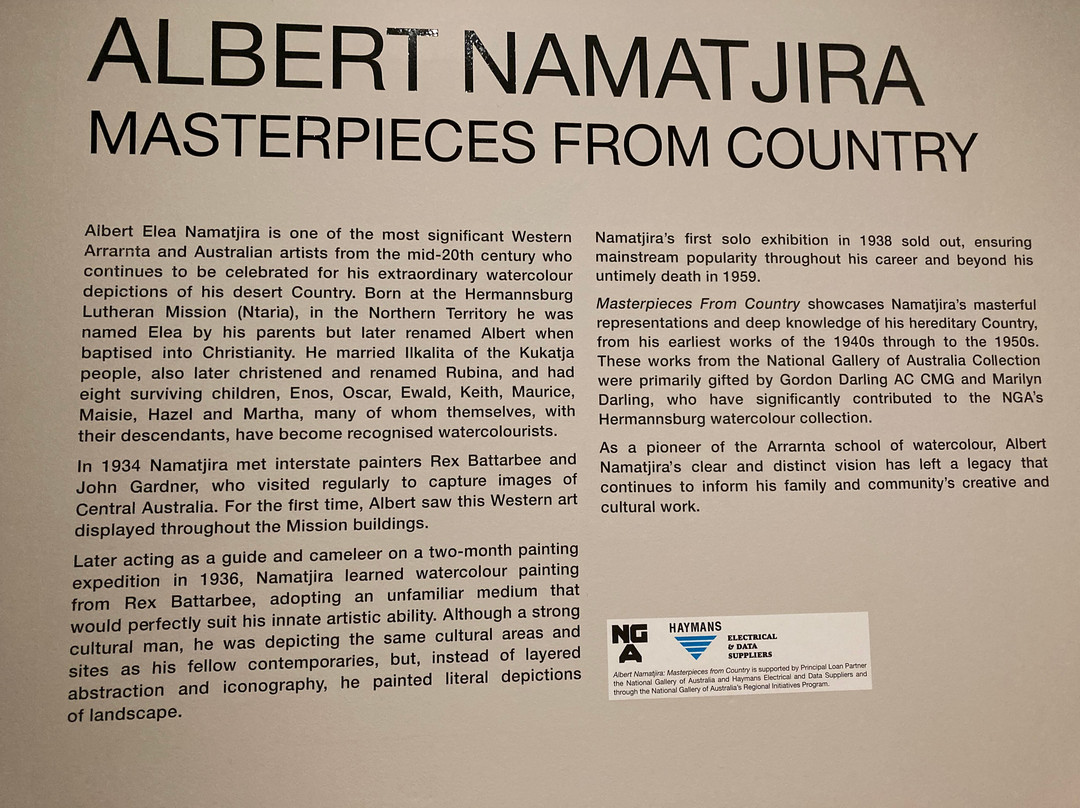 ALBERT NAMATJIRA
MASTERPIECES FROM COUNTRY
Albert Elea Namatjira is one of the most significant Western
Arrarnta and Australian artists from the mid-20th century who
continues to be celebrated for his extraordinary watercolour
depictions of his desert Country. Born at the Hermannsburg
Lutheran Mission (Ntaria), in the Northern Territory he was
named Elea by his parents but later renamed Albert when
baptised into Christianity. He married Ilkalita of the Kukatja
people, also later christened and renamed Rubina, and had
eight surviving children, Enos, Oscar, Ewald, Keith, Maurice,
Maisie, Hazel and Martha, many of whom themselves, with
their descendants, have become recognised watercolourists.
In 1934 Namatjira met interstate painters Rex Battarbee and
John Gardner, who visited regularly to capture images of
Central Australia. For the first time, Albert saw this Western art
displayed throughout the Mission buildings.
Later acting as a guide and cameleer on a two-month painting
expedition in 1936, Namatjira learned watercolour painting
from Rex Battarbee, adopting an unfamiliar medium that
would perfectly suit his innate artistic ability. Although a strong
cultural man, he was depicting the same cultural areas and
sites as his fellow contemporaries, but, instead of layered
abstraction and iconography, he painted literal depictions
of landscape.
Namatjira's first solo exhibition in 1938 sold out, ensuring
mainstream popularity throughout his career and beyond his
untimely death in 1959.
Masterpieces From Country showcases Namatjira's masterful
representations and deep knowledge of his hereditary Country,
from his earliest works of the 1940s through to the 1950s.
These works from the National Gallery of Australia Collection
were primarily gifted by Gordon Darling AC CMG and Marilyn
Darling, who have significantly contributed to the NGA's
Hermannsburg watercolour collection.
As a pioneer of the Arrarnta school of watercolour, Albert
Namatjira's clear and distinct vision has left a legacy that
continues to inform his family and community's creative and
cultural work.
NG
A
HAYMANS
ELECTRICAL
& DATA
SUPPLIERS
Albert Namatjira: Masterpieces from Country is supported by Principal Loan Partner
the National Gallery of Australia and Haymans Electrical and Data Suppliers and
through the National Gallery of Australia's Regional Initiatives Program.